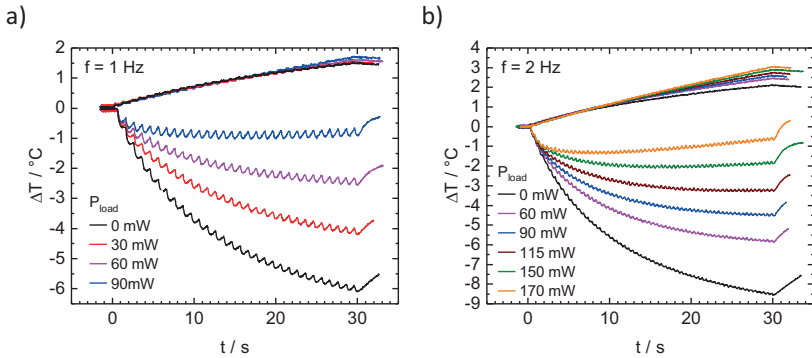 a)
f = 1 Hz
2
1
0
-1
-2
-3
-4
-5
-6
ΔT / °C
P_load
0 mW
30 mW
60 mW
90mW
0 10 20 30
t / s
b)
f = 2 Hz
5
4
3
2
1
0
-1
-2
-3
-4
-5
-6
-7
-8
-9
ΔT / °C
P_load
0 mW
60 mW
90 mW
115 mW
150 mW
170 mW
0 10 20 30
t / s